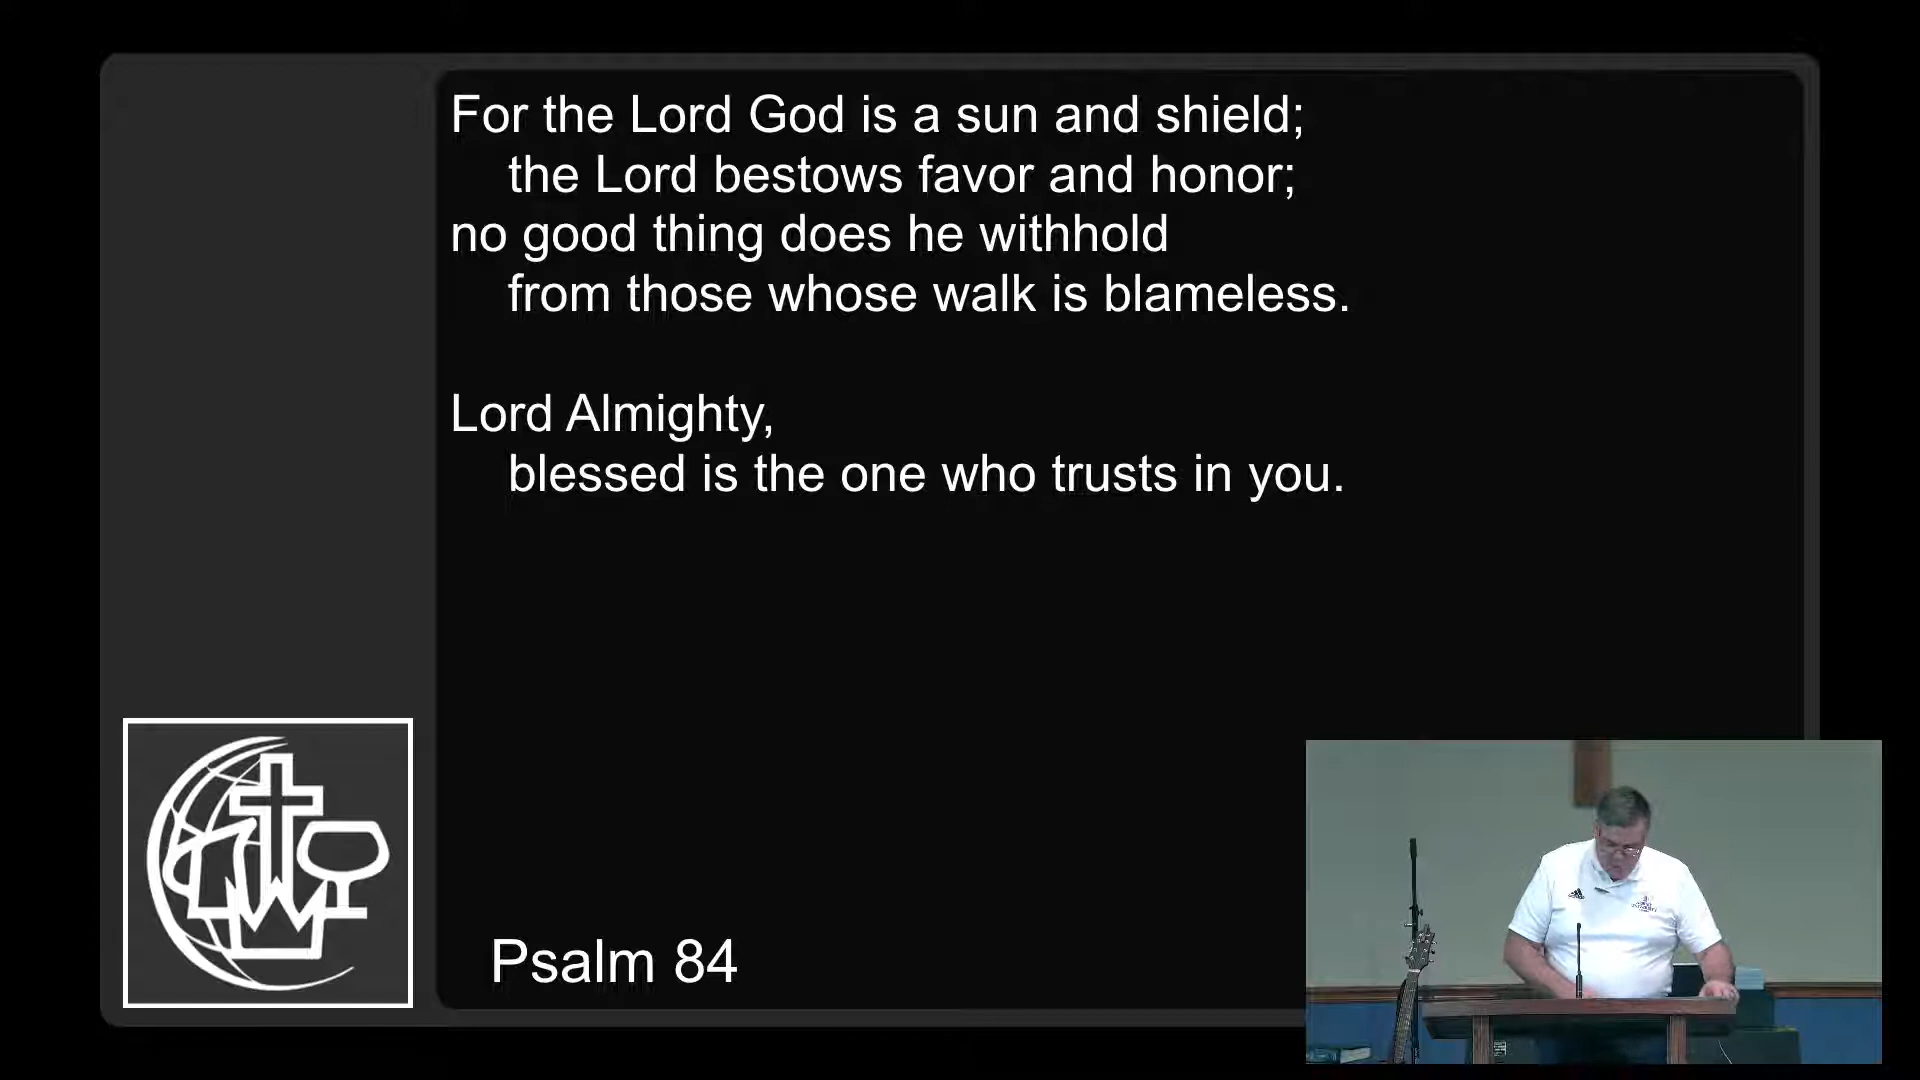 For the Lord God is a sun and shield;
the Lord bestows favor and honor;
no good thing does he withhold
from those whose walk is blameless.
Lord Almighty,
blessed is the one who trusts in you.
Psalm 84